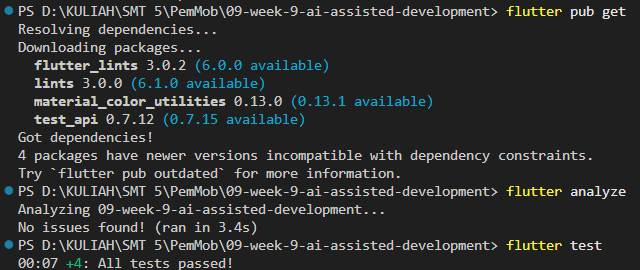 PS D:\KULIAH\SMT 5\PemMob\09-week-9-ai-assisted-development> flutter pub get
Resolving dependencies...
Downloading packages...
  flutter_lints 3.0.2 (6.0.0 available)
  lints 3.0.0 (6.1.0 available)
  material_color_utilities 0.13.0 (0.13.1 available)
  test_api 0.7.12 (0.7.15 available)
Got dependencies!
4 packages have newer versions incompatible with dependency constraints.
Try `flutter pub outdated` for more information.
PS D:\KULIAH\SMT 5\PemMob\09-week-9-ai-assisted-development> flutter analyze
Analyzing 09-week-9-ai-assisted-development...
No issues found! (ran in 3.4s)
PS D:\KULIAH\SMT 5\PemMob\09-week-9-ai-assisted-development> flutter test
00:07 +4: All tests passed!